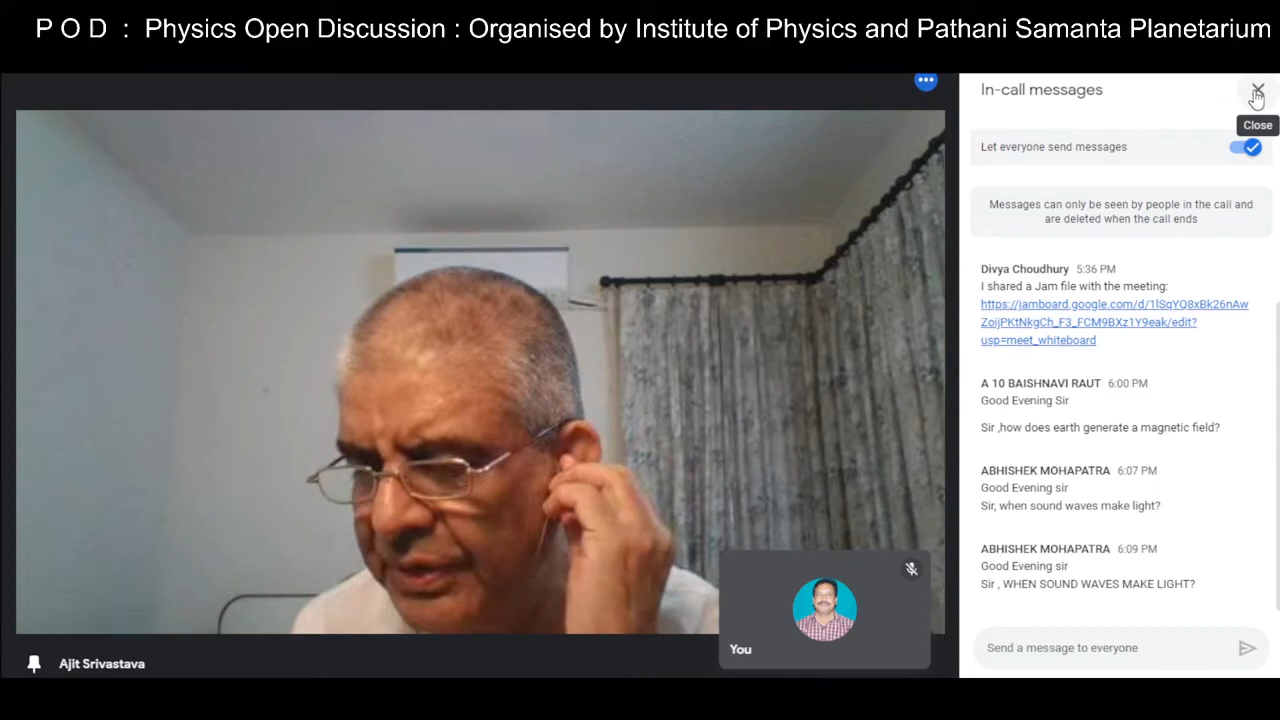 P O D : Physics Open Discussion : Organised by Institute of Physics and Pathani Samanta Planetarium
In-call messages
Close
Let everyone send messages
Messages can only be seen by people in the call and
are deleted when the call ends
Divya Choudhury 5:36 PM
I shared a Jam file with the meeting:
https://jamboard.google.com/d/1lSqYQ8xBk26nAw
ZoijPKtNkgCh_F3_FCM9BXz1Y9eak/edit?
usp=meet_whiteboard
A 10 BAISHNAVI RAUT 6:00 PM
Good Evening Sir
Sir ,how does earth generate a magnetic field?
ABHISHEK MOHAPATRA 6:07 PM
Good Evening sir
Sir, when sound waves make light?
ABHISHEK MOHAPATRA 6:09 PM
Good Evening sir
Sir , WHEN SOUND WAVES MAKE LIGHT?
Send a message to everyone
You
Ajit Srivastava